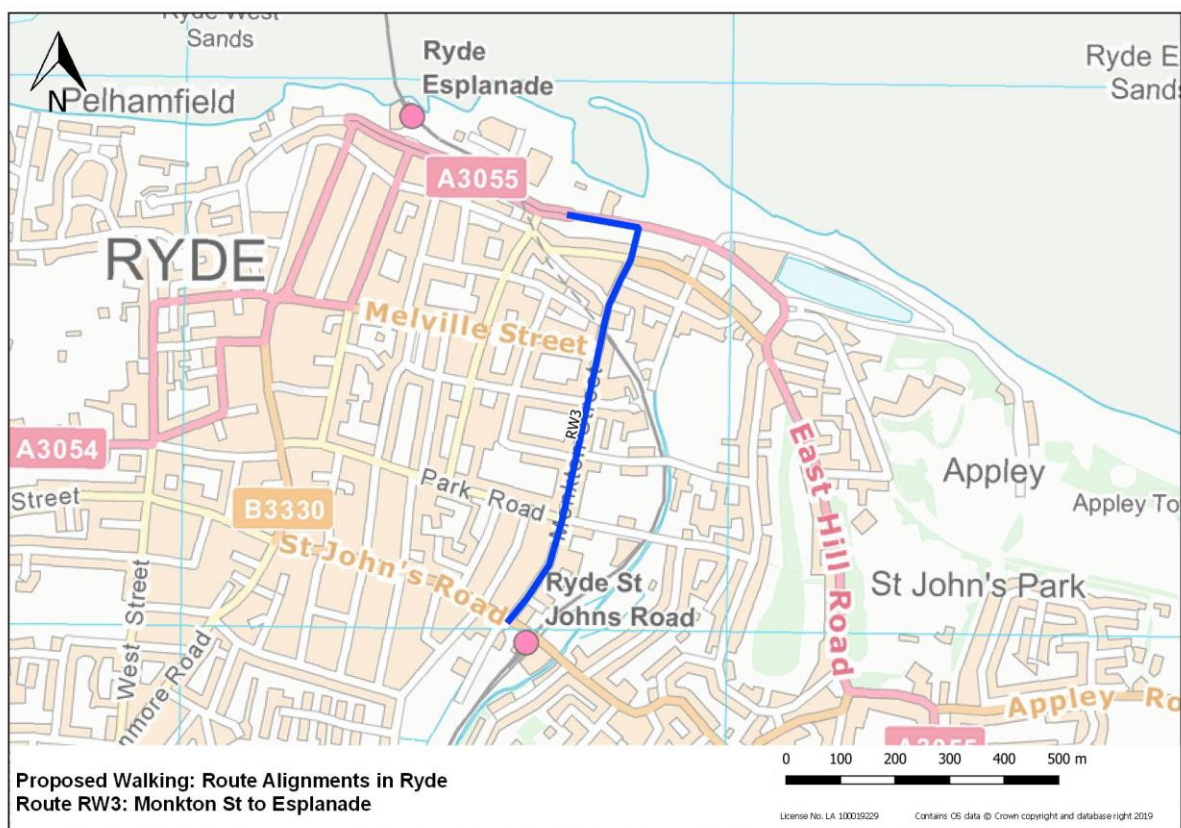 Ryde West
Sands
Ryde
Esplanade
Ryde E
Sands
N
Pelhamfield
A3055
RYDE
Melville Street
RW3
Monkton Street
A3054
Street
Park Road
B3330
St John's Road
East Hill Road
Appley
Appley To
Ryde St
Johns Road
St John's Park
West Street
nmore Road
Appley Ro
A3055
Proposed Walking: Route Alignments in Ryde
Route RW3: Monkton St to Esplanade
0 100 200 300 400 500 m
License No. LA 100019229 Contains OS data © Crown copyright and database right 2019